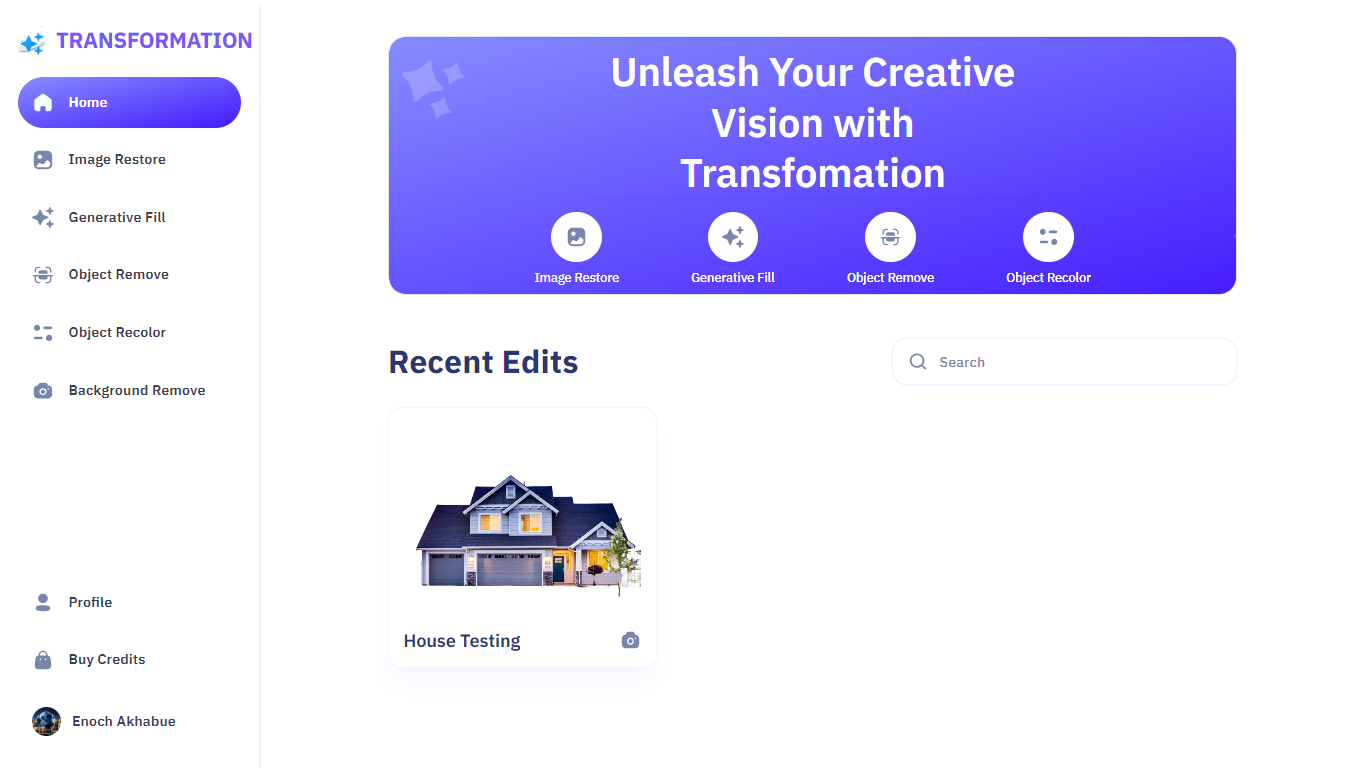 TRANSFORMATION
Home
Image Restore
Generative Fill
Object Remove
Object Recolor
Background Remove
Profile
Buy Credits
Enoch Akhabue
Unleash Your Creative
Vision with
Transfomation
Image Restore
Generative Fill
Object Remove
Object Recolor
Recent Edits
Search
House Testing